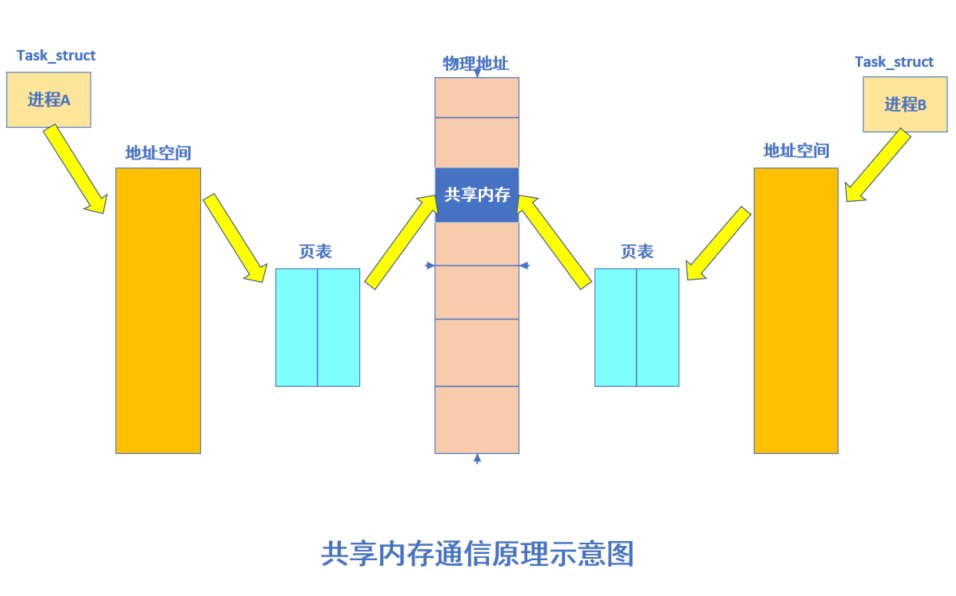 Task_struct
进程A
地址空间
页表
物理地址
共享内存
页表
地址空间
Task_struct
进程B
共享内存通信原理示意图